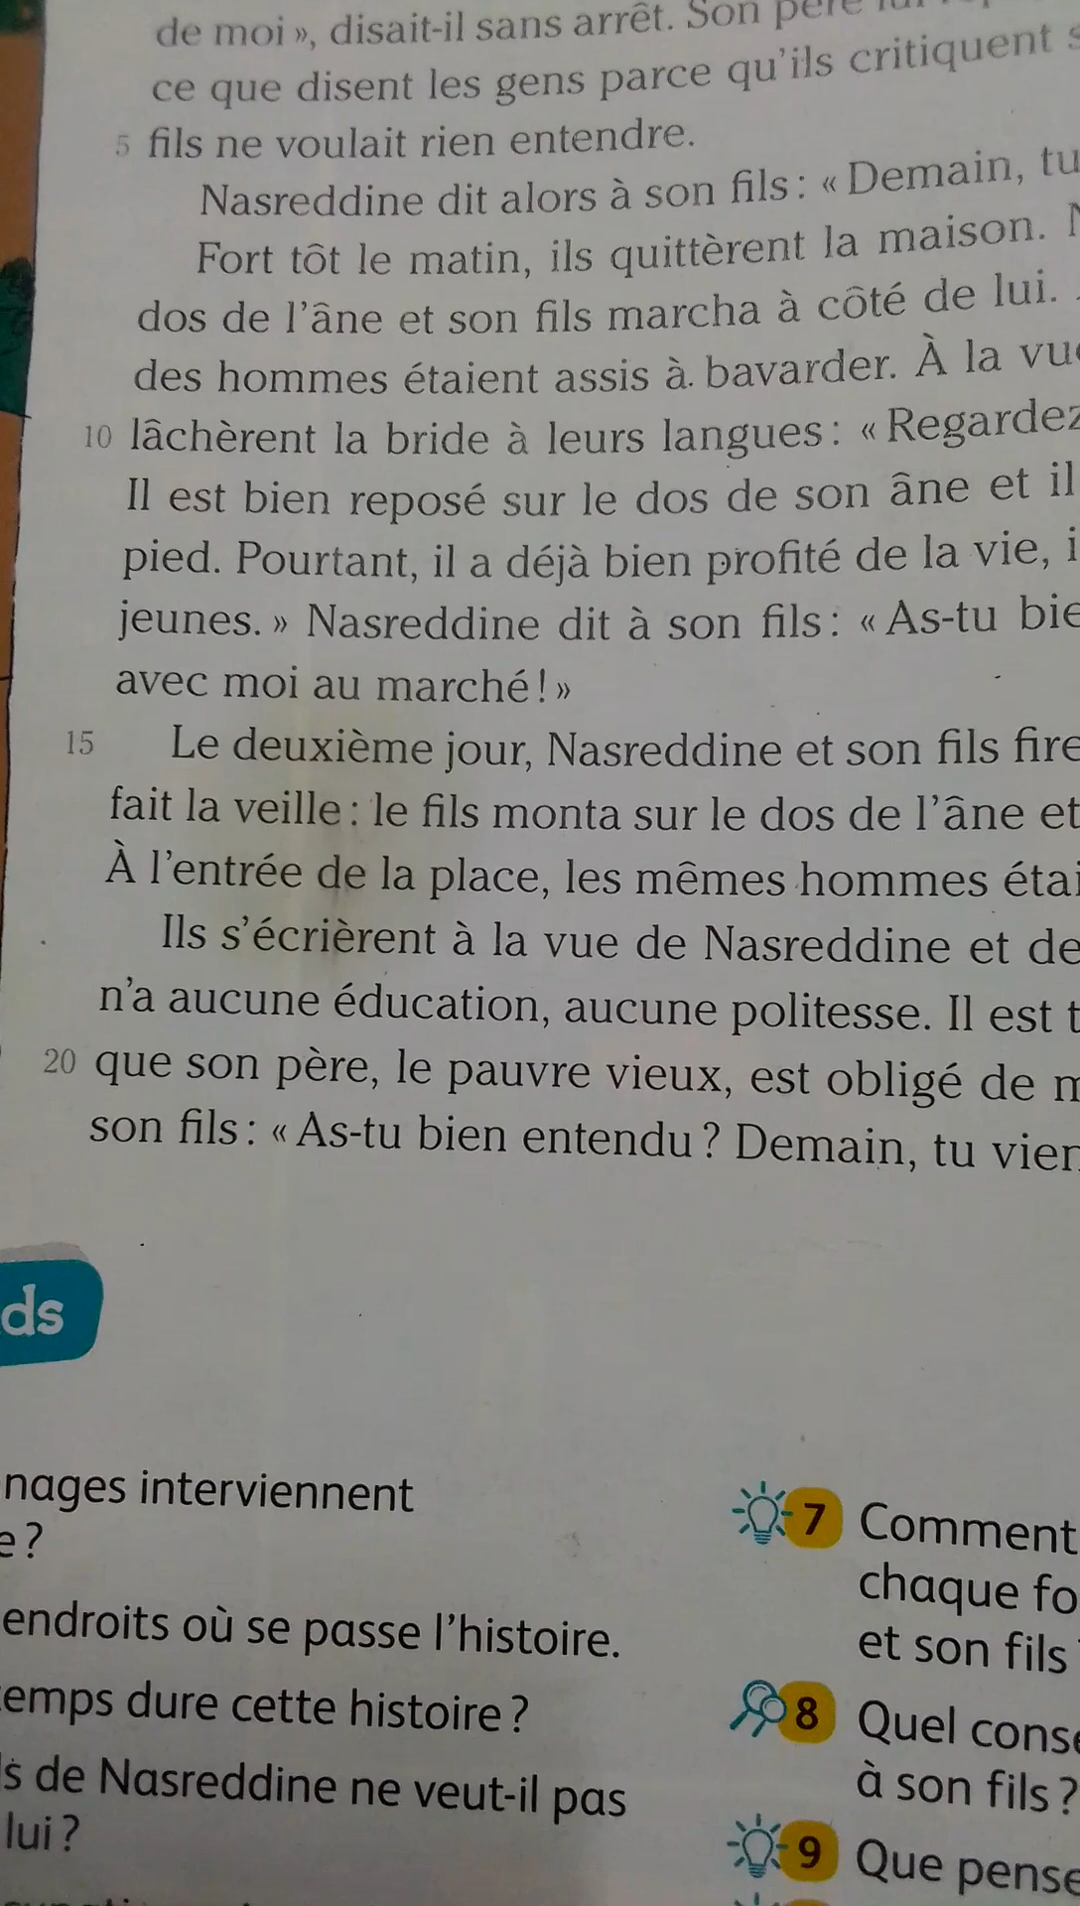 de moi », disait-il sans arrêt. Son père
ce que disent les gens parce qu'ils critiquent
5 fils ne voulait rien entendre.
Nasreddine dit alors à son fils : « Demain, tu
Fort tôt le matin, ils quittèrent la maison.
dos de l'âne et son fils marcha à côté de lui.
des hommes étaient assis à bavarder. À la
10 lâchèrent la bride à leurs langues : « Regardez
Il est bien reposé sur le dos de son âne et il
pied. Pourtant, il a déjà bien profité de la vie,
jeunes. » Nasreddine dit à son fils : « As-tu
avec moi au marché ! »
15 Le deuxième jour, Nasreddine et son fils
fait la veille : le fils monta sur le dos de l'âne et
À l'entrée de la place, les mêmes hommes
Ils s'écrièrent à la vue de Nasreddine et de
n'a aucune éducation, aucune politesse. Il est
20 que son père, le pauvre vieux, est obligé de
son fils : « As-tu bien entendu ? Demain, tu
ds
nages interviennent
e ?
endroits où se passe l'histoire.
emps dure cette histoire ?
s de Nasreddine ne veut-il pas
lui ?
7 Comment
chaque
et son fils
8 Quel
à son fils ?
9 Que